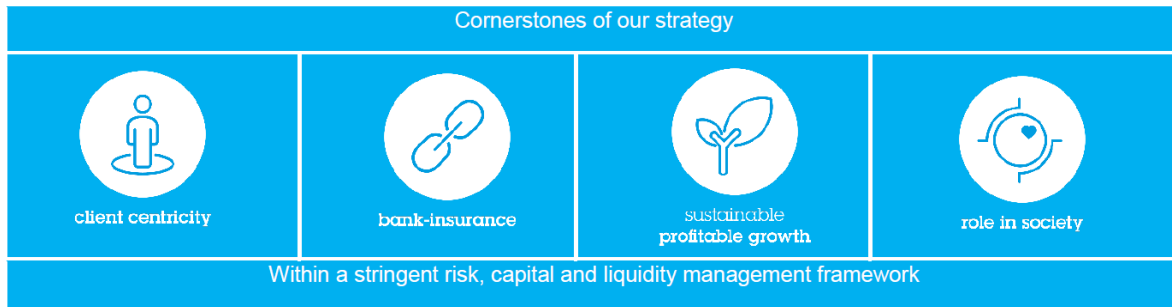 Cornerstones of our strategy
client centricity
bank-insurance
sustainable
profitable growth
role in society
Within a stringent risk, capital and liquidity management framework